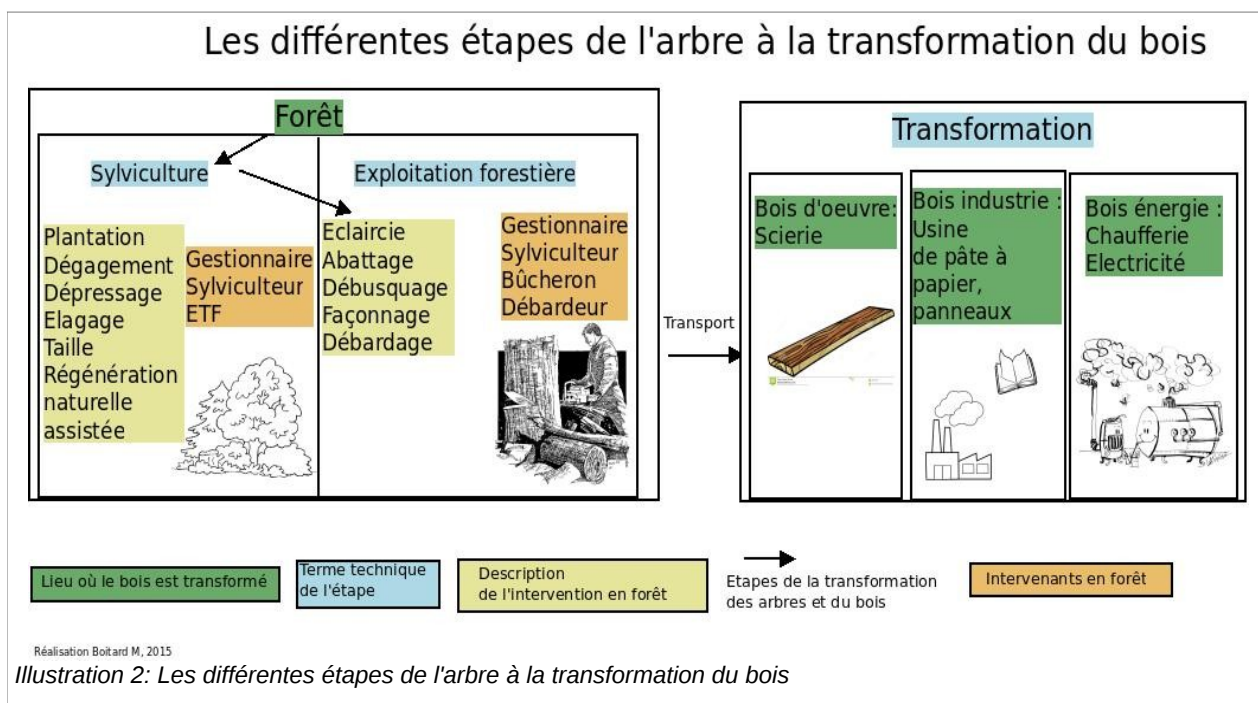 Les différentes étapes de l'arbre à la transformation du bois
Forêt
Sylviculture
Exploitation forestière
Plantation
Dégagement
Dépressage
Elagage
Taille
Régénération
naturelle
assistée
Gestionnaire
Sylviculteur
ETF
Eclaircie
Abattage
Débusquage
Façonnage
Débardage
Gestionnaire
Sylviculteur
Bûcheron
Débardeur
Transport
Transformation
Bois d'oeuvre:
Scierie
Bois industrie :
Usine
de pâte à
papier,
panneaux
Bois énergie :
Chaufferie
Electricité
Lieu où le bois est transformé
Terme technique
de l'étape
Description
de l'intervention en forêt
Etapes de la transformation
des arbres et du bois
Intervenants en forêt
Réalisation Boitard M, 2015
Illustration 2: Les différentes étapes de l'arbre à la transformation du bois